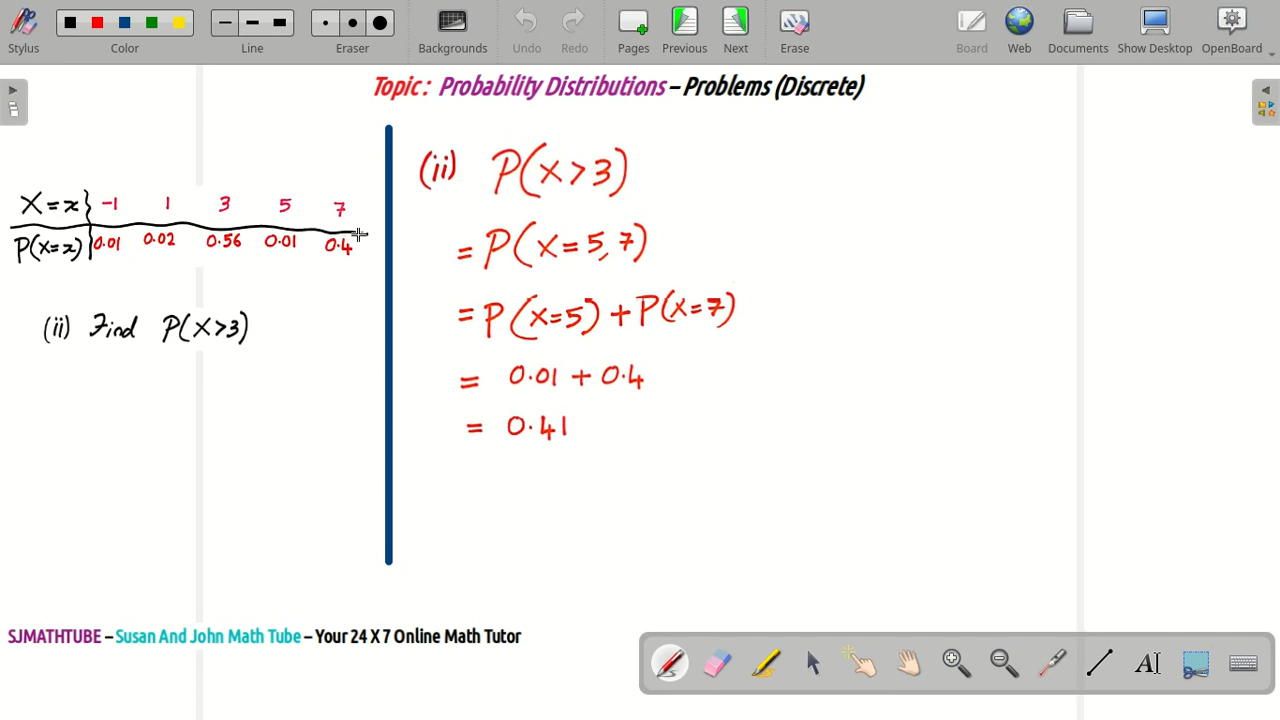 Stylus Color Line Eraser Backgrounds Undo Redo Pages Previous Next Erase Board Web Documents Show Desktop OpenBoard
Topic : Probability Distributions – Problems (Discrete)
X = x -1 1 3 5 7
P(X=x) 0.01 0.02 0.56 0.01 0.4
(ii) Find P(X>3)
(ii) P(X>3)
= P(X=5,7)
= P(X=5) + P(X=7)
= 0.01 + 0.4
= 0.41
SJMATHTUBE – Susan And John Math Tube – Your 24 X 7 Online Math Tutor